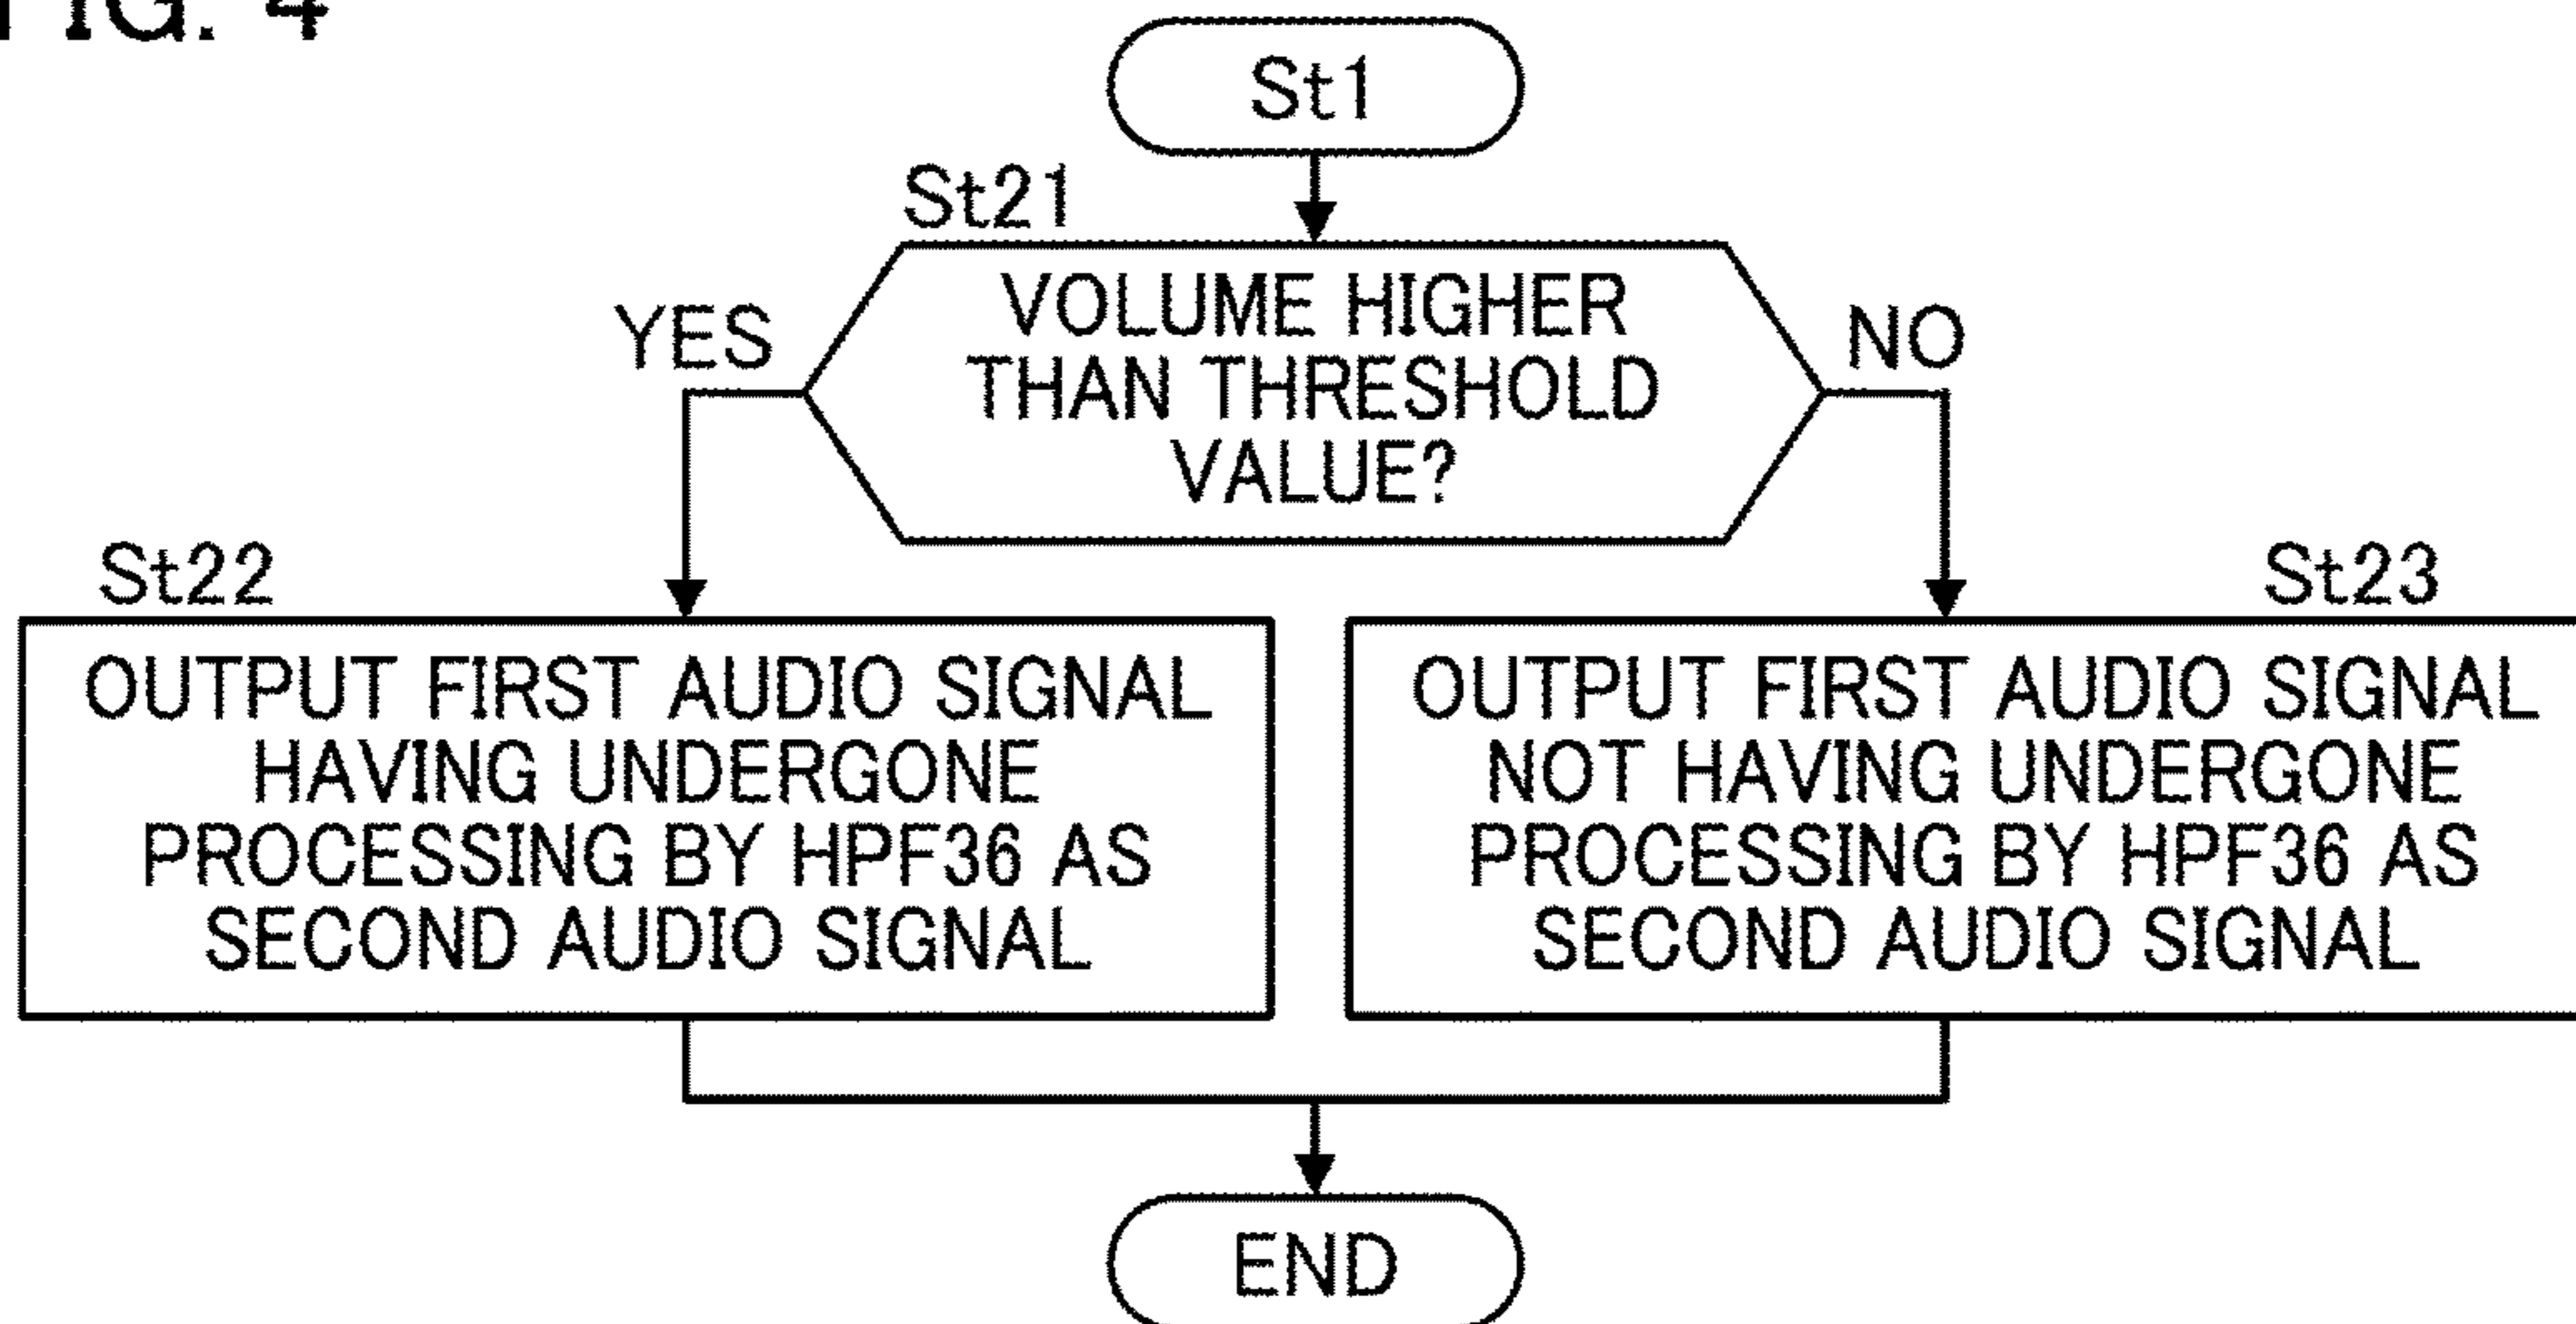 FIG. 4
St1
St21
VOLUME HIGHER
THAN THRESHOLD
VALUE?
YES
NO
St22
OUTPUT FIRST AUDIO SIGNAL
HAVING UNDERGONE
PROCESSING BY HPF36 AS
SECOND AUDIO SIGNAL
St23
OUTPUT FIRST AUDIO SIGNAL
NOT HAVING UNDERGONE
PROCESSING BY HPF36 AS
SECOND AUDIO SIGNAL
END